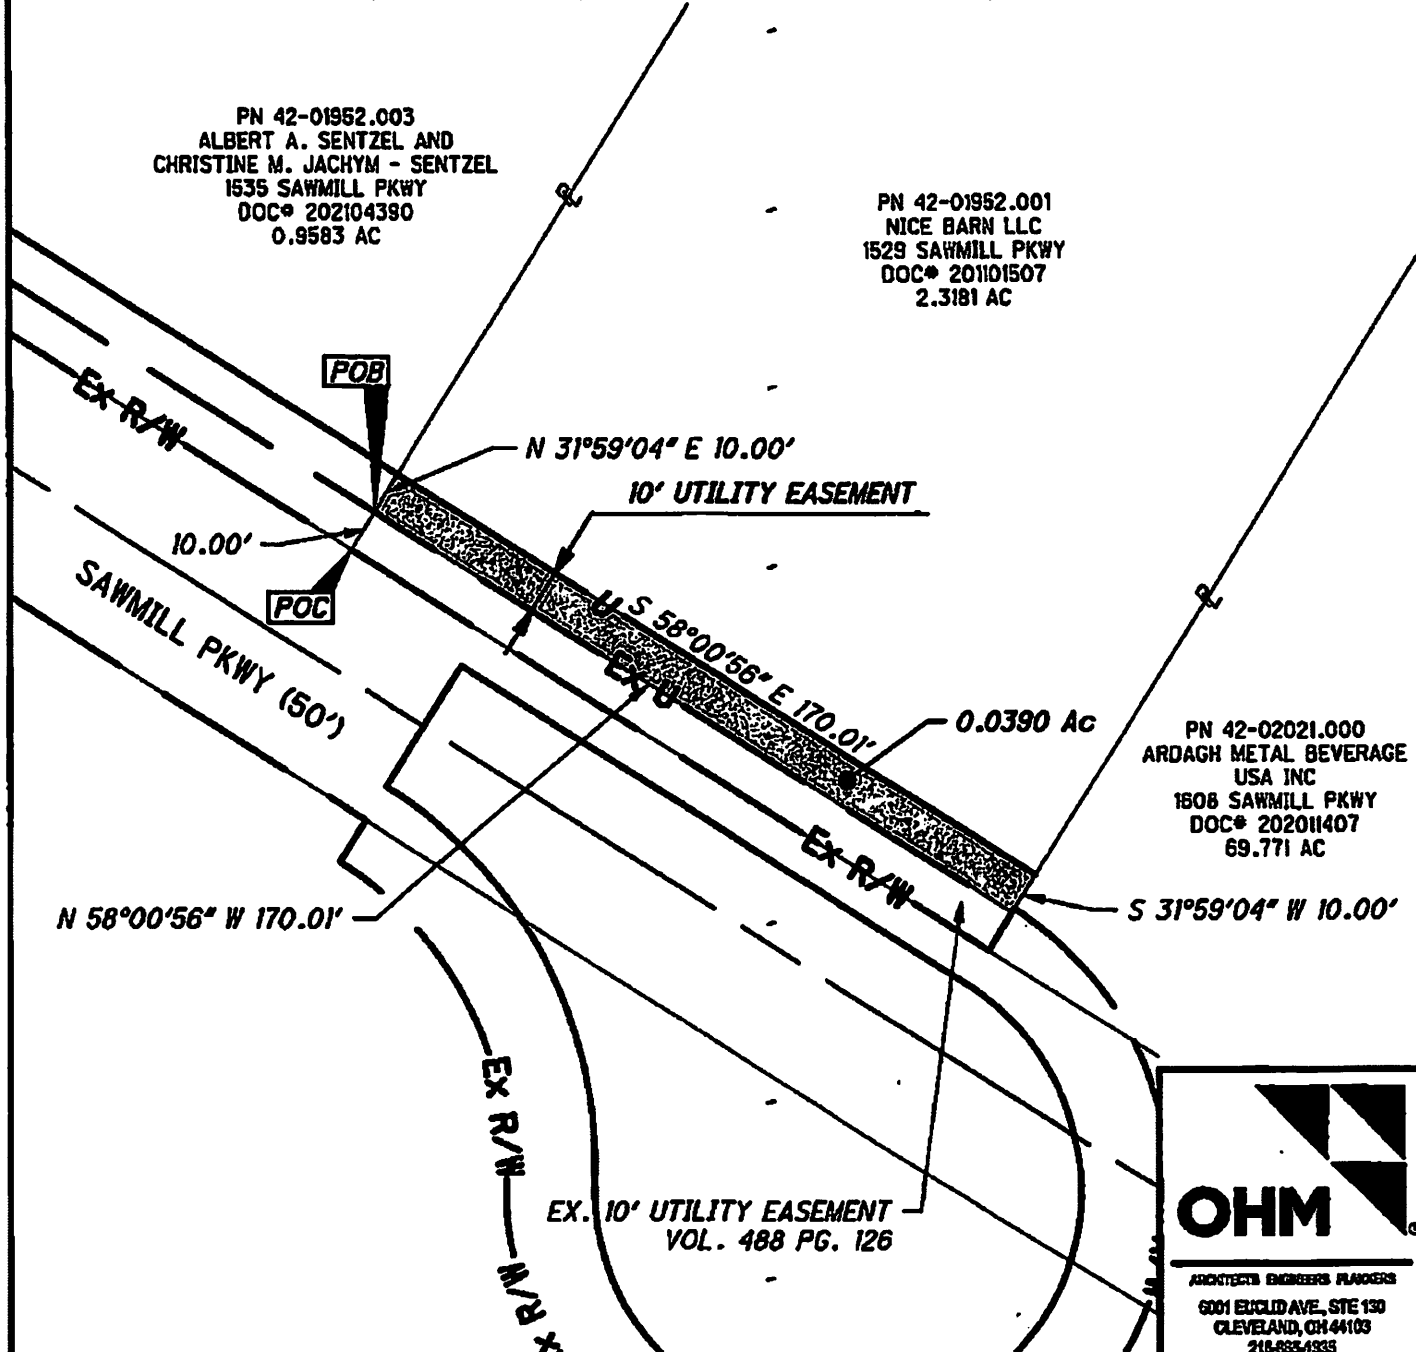 PN 42-01952.003
ALBERT A. SENTZEL AND
CHRISTINE M. JACHYM - SENTZEL
1535 SAWMILL PKWY
DOC# 202104390
0.9583 AC
PN 42-01952.001
NICE BARN LLC
1529 SAWMILL PKWY
DOC# 201101507
2.3181 AC
POB
Ex R/W
N 31°59'04" E 10.00'
10' UTILITY EASEMENT
10.00'
POC
SAWMILL PKWY (50')
U
S 58°00'56" E 170.01'
Ex U
0.0390 Ac
PN 42-02021.000
ARDAGH METAL BEVERAGE
USA INC
1608 SAWMILL PKWY
DOC# 202011407
69.771 AC
Ex R/W
N 58°00'56" W 170.01'
S 31°59'04" W 10.00'
Ex R/W
EX. 10' UTILITY EASEMENT
VOL. 488 PG. 126
Ex R/W
OHM
ARCHITECTS ENGINEERS PLANNERS
6001 EUCLID AVE., STE 130
CLEVELAND, OH 44103